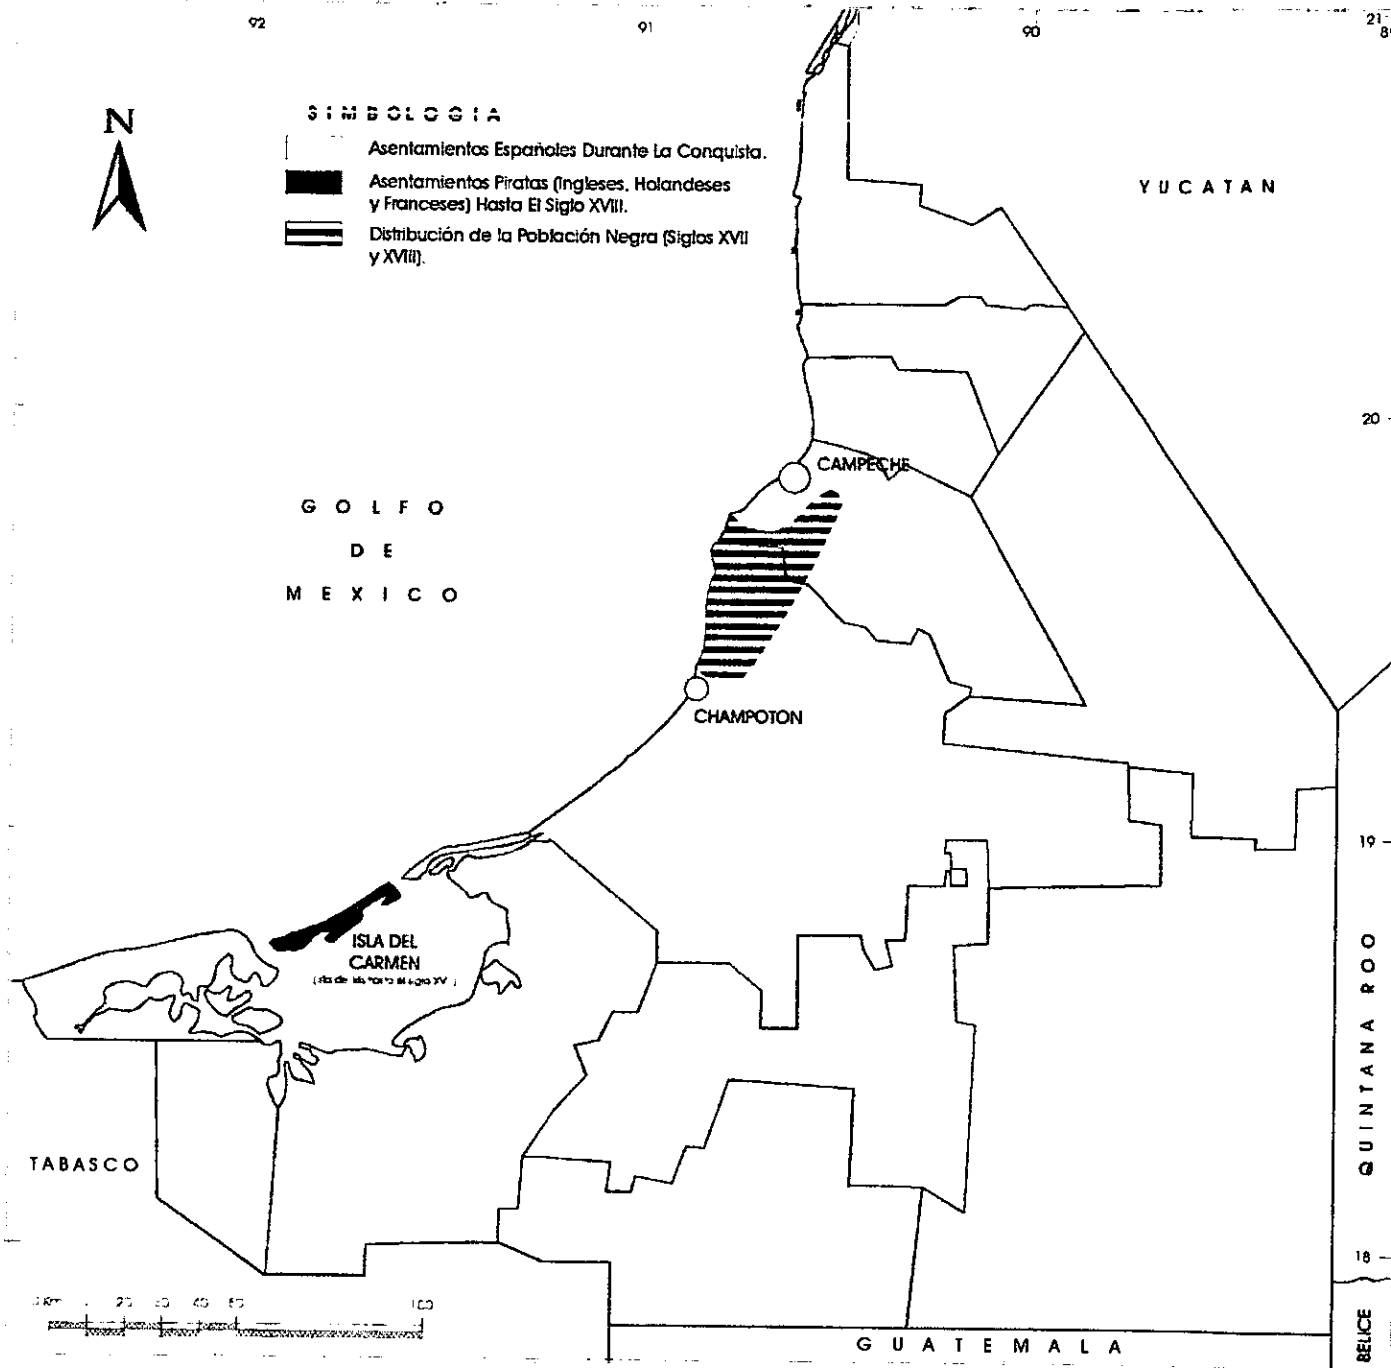 92
91
90
21
N
SIMBOLOGIA
Asentamientos Españoles Durante La Conquista.
Asentamientos Piratas (Ingleses, Holandeses
y Franceses) Hasta El Siglo XVIII.
Distribución de la Población Negra (Siglos XVII
y XVIII).
YUCATAN
20
CAMPECHE
GOLFO
DE
MEXICO
CHAMPOTON
19
ISLA DEL
CARMEN
QUINTANA ROO
TABASCO
18
20
40
100
GUATEMALA
BELICE